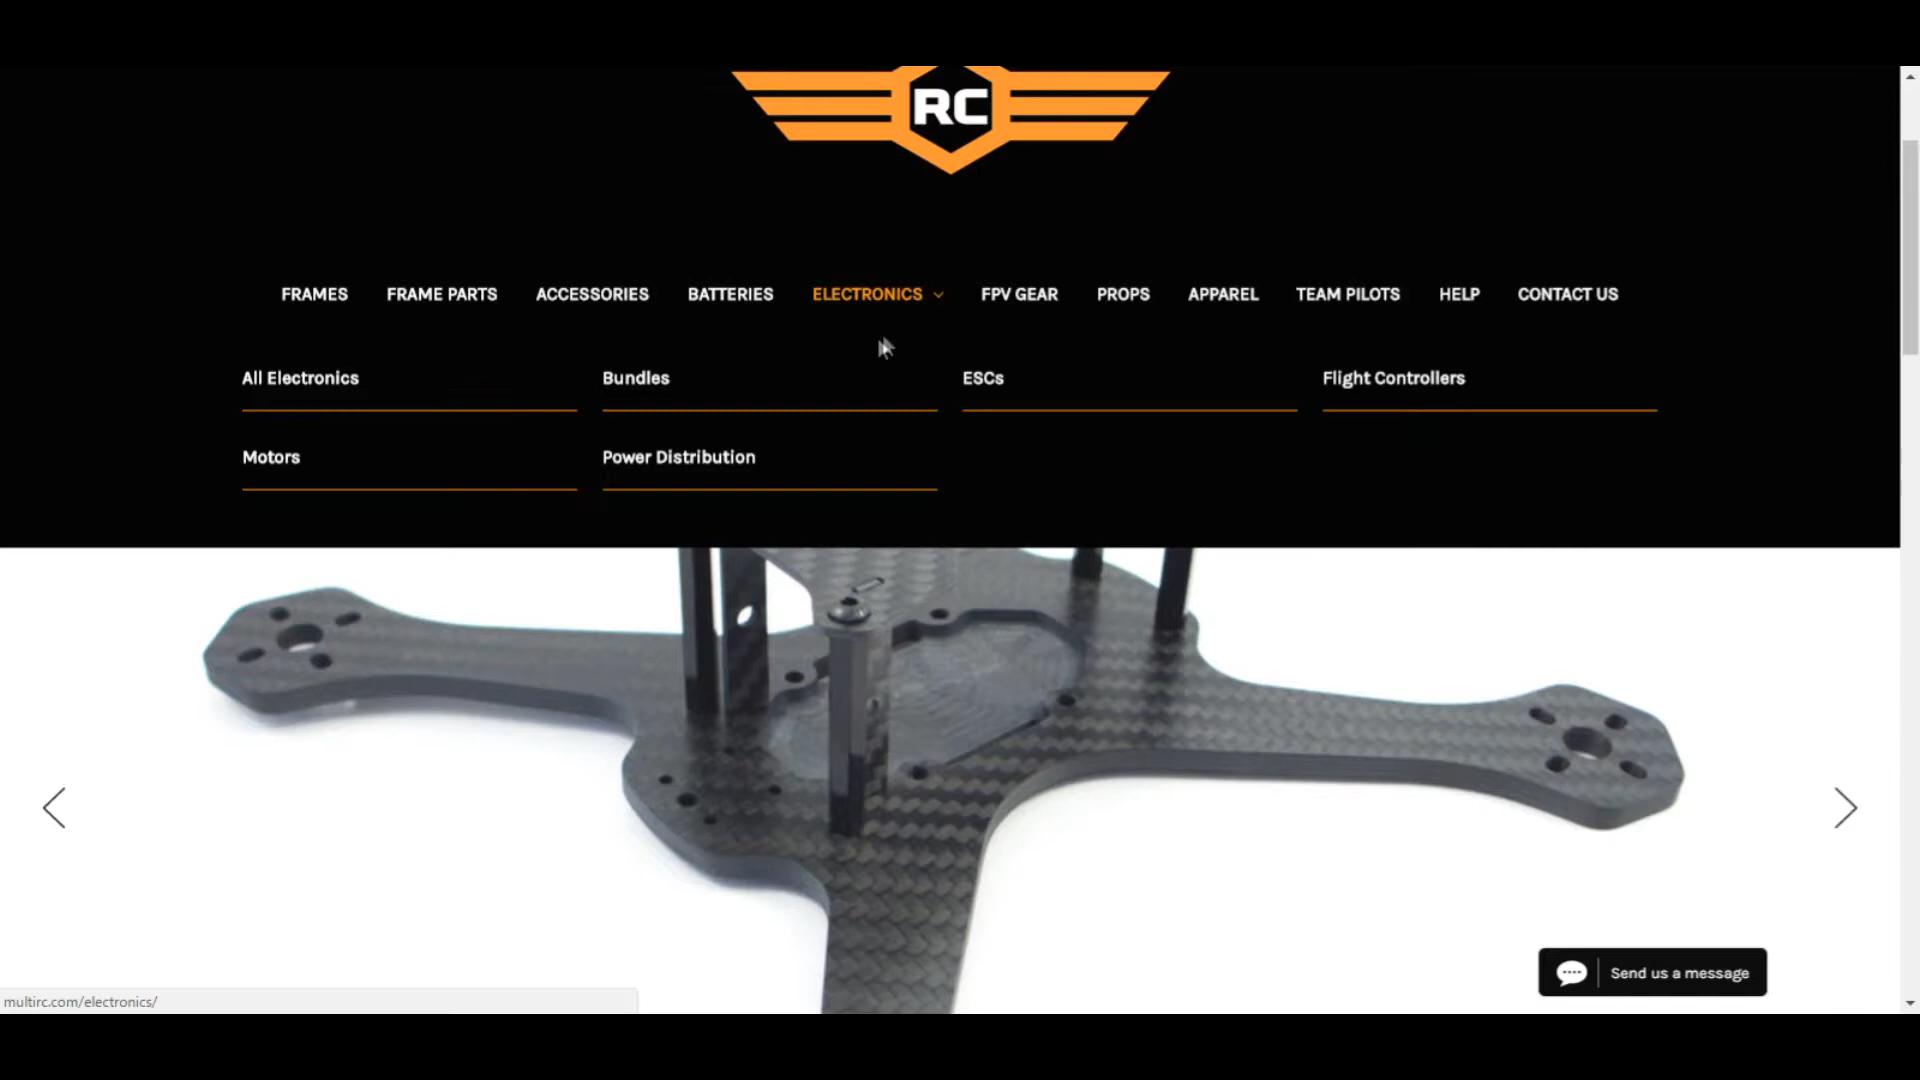 RC
FRAMES FRAME PARTS ACCESSORIES BATTERIES ELECTRONICS FPV GEAR PROPS APPAREL TEAM PILOTS HELP CONTACT US
All Electronics Bundles ESCs Flight Controllers
Motors Power Distribution
Send us a message
multirc.com/electronics/